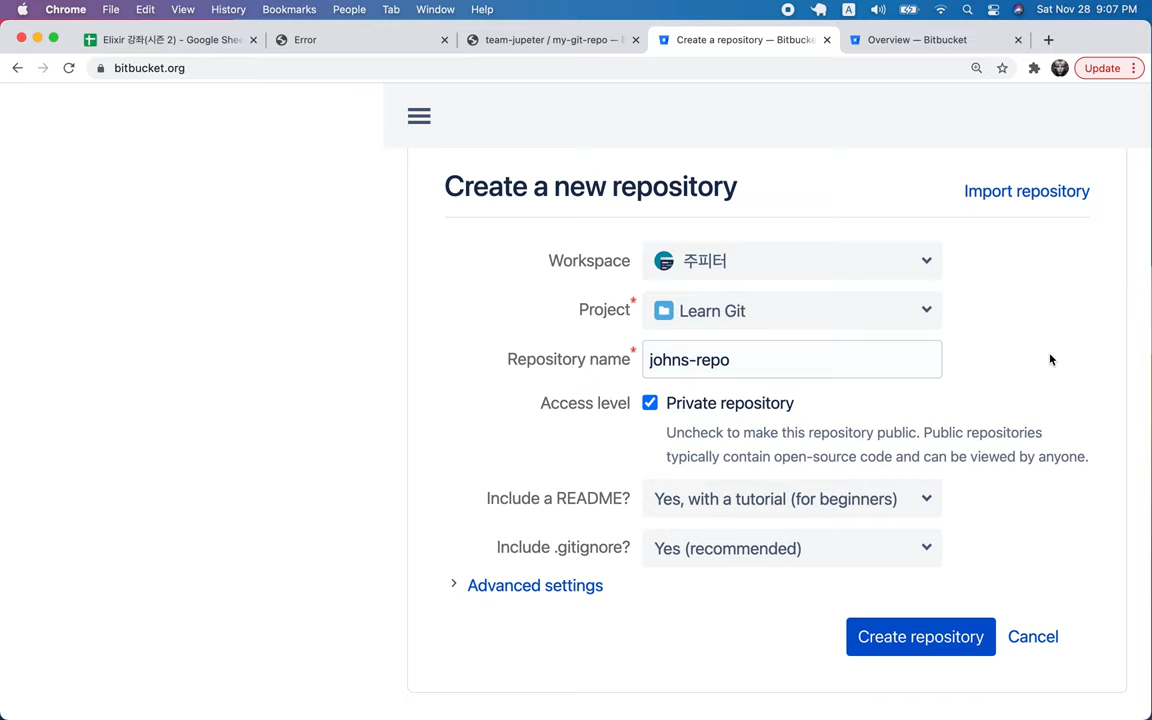 Chrome File Edit View History Bookmarks People Tab Window Help A Sat Nov 28 9:07 PM
Elixir 강좌(시즌 2) - Google Shee Error team-jupeter / my-git-repo — Create a repository — Bitbucke Overview — Bitbucket
bitbucket.org Update
Create a new repository
Import repository
Workspace 주피터
Project* Learn Git
Repository name* johns-repo
Access level Private repository
Uncheck to make this repository public. Public repositories
typically contain open-source code and can be viewed by anyone.
Include a README? Yes, with a tutorial (for beginners)
Include .gitignore? Yes (recommended)
Advanced settings
Create repository Cancel